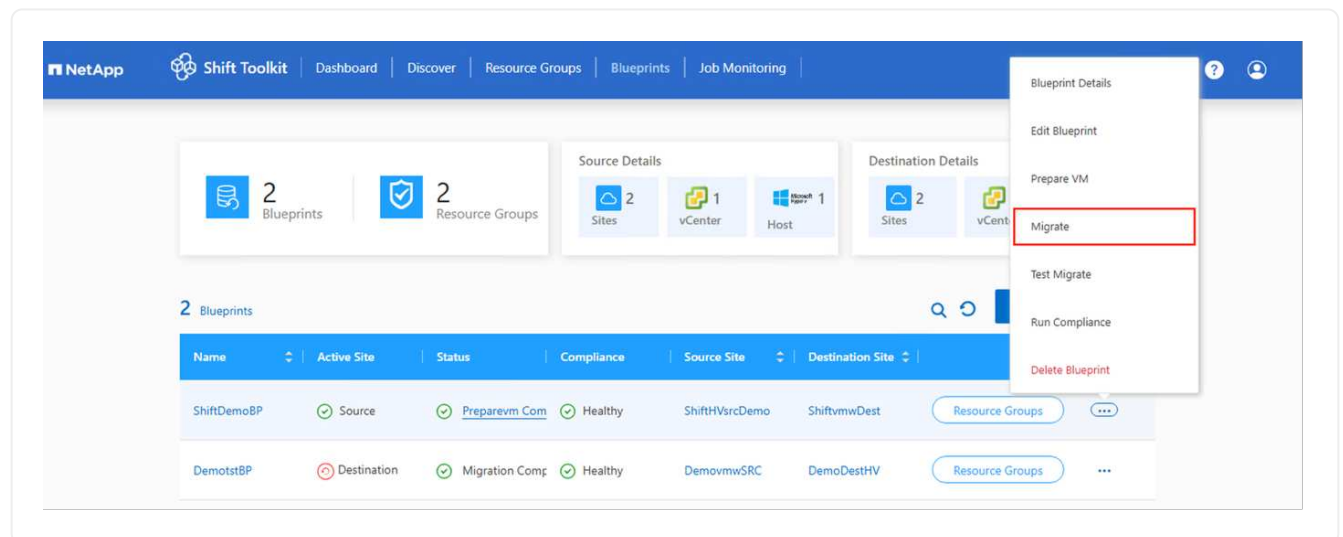 NetApp
Shift Toolkit
Dashboard
Discover
Resource Groups
Blueprints
Job Monitoring
?
Blueprint Details
Edit Blueprint
Prepare VM
Migrate
Test Migrate
Run Compliance
Delete Blueprint
2
Blueprints
2
Resource Groups
Source Details
2
Sites
1
vCenter
Microsoft
1
Host
Destination Details
2
Sites
vCent
2 Blueprints
Name
Active Site
Status
Compliance
Source Site
Destination Site
ShiftDemoBP
Source
Preparevm Com
Healthy
ShiftHVsrcDemo
ShiftvmwDest
Resource Groups
DemotstBP
Destination
Migration Comp
Healthy
DemovmwSRC
DemoDestHV
Resource Groups